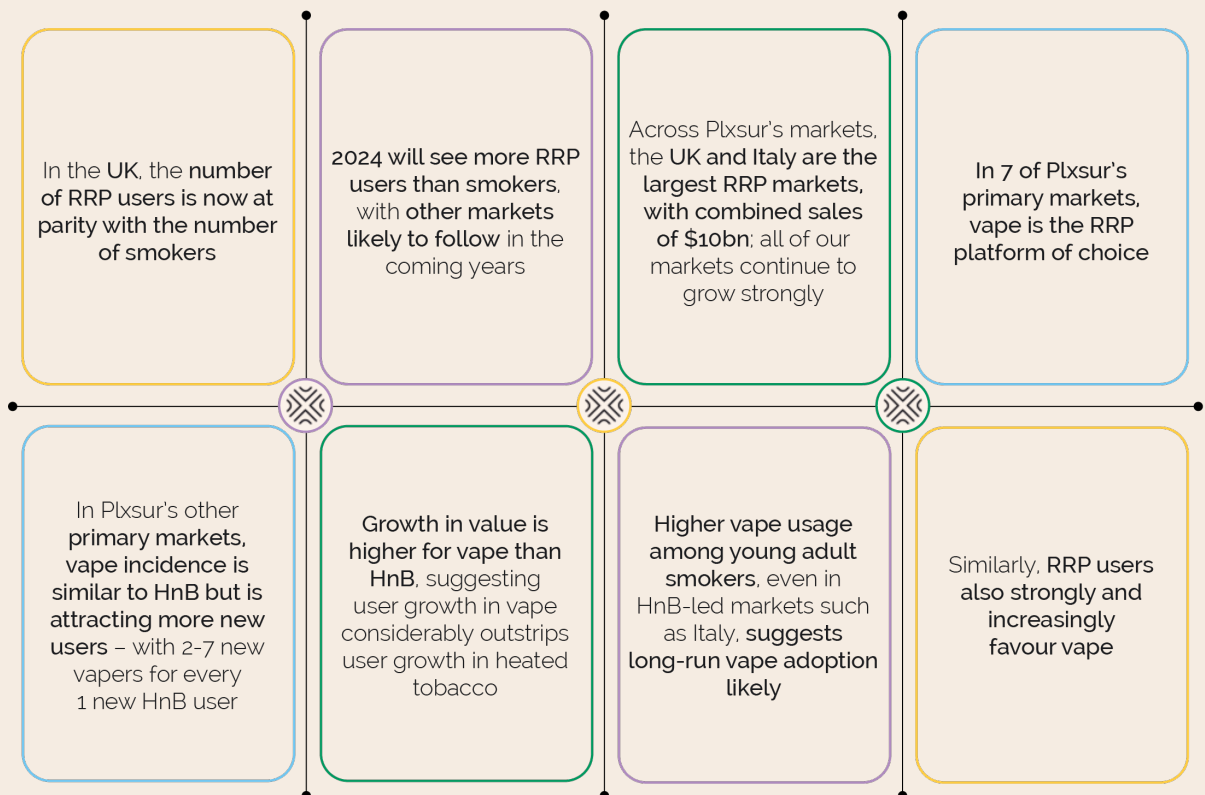 In the UK, the number
of RRP users is now at
parity with the number
of smokers
2024 will see more RRP
users than smokers,
with other markets
likely to follow in the
coming years
Across Plxsur's markets,
the UK and Italy are the
largest RRP markets,
with combined sales
of $10bn; all of our
markets continue to
grow strongly
In 7 of Plxsur's
primary markets,
vape is the RRP
platform of choice
In Plxsur's other
primary markets,
vape incidence is
similar to HnB but is
attracting more new
users – with 2-7 new
vapers for every
1 new HnB user
Growth in value is
higher for vape than
HnB, suggesting
user growth in vape
considerably outstrips
user growth in heated
tobacco
Higher vape usage
among young adult
smokers, even in
HnB-led markets such
as Italy, suggests
long-run vape adoption
likely
Similarly, RRP users
also strongly and
increasingly
favour vape